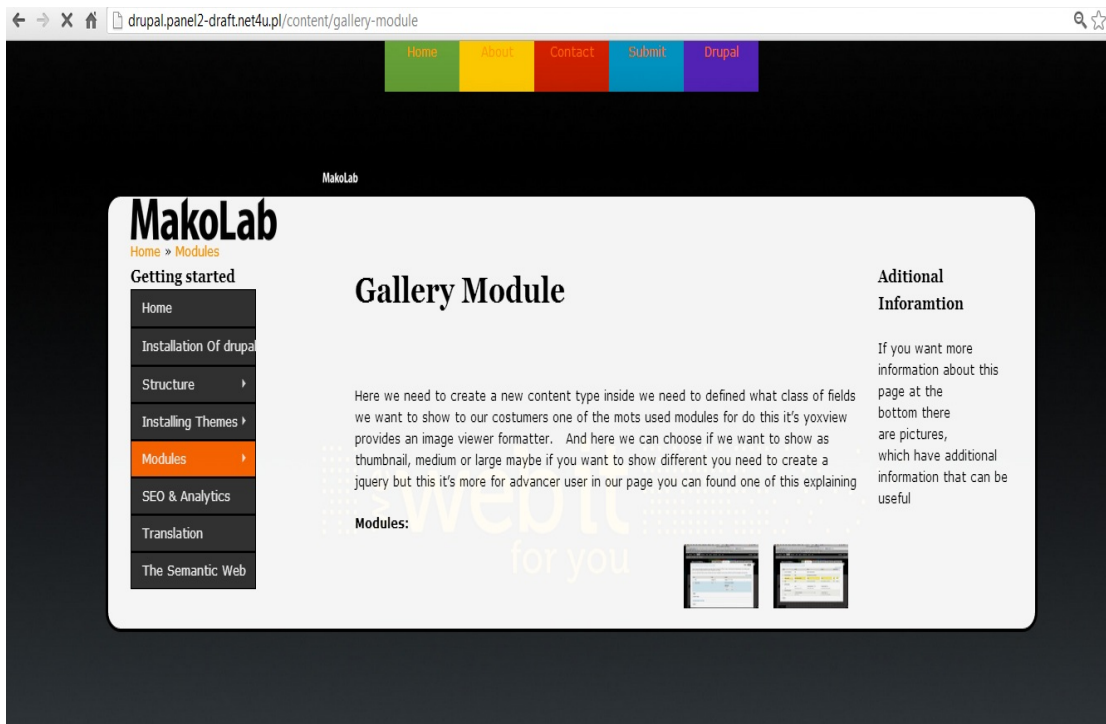 drupal.panel2-draft.net4u.pl/content/gallery-module
Home
About
Contact
Submit
Drupal
MakoLab
MakoLab
Home » Modules
Getting started
Home
Installation Of drupal
Structure
Installing Themes
Modules
SEO & Analytics
Translation
The Semantic Web
Gallery Module
Here we need to create a new content type inside we need to defined what class of fields
we want to show to our costumers one of the mots used modules for do this it's yoxview
provides an image viewer formatter. And here we can choose if we want to show as
thumbnail, medium or large maybe if you want to show different you need to create a
jquery but this it's more for advancer user in our page you can found one of this explaining
Modules:
webit
for you
Aditional
Inforamtion
If you want more
information about this
page at the
bottom there
are pictures,
which have additional
information that can be
useful